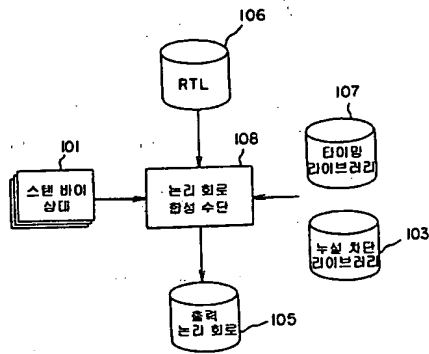 106
RTL
107
타이밍
라이브러리
101
스탠 바이
상태
108
논리 회로
합성 수단
누설 차단
리이브러리
103
출력
논리 회로
105